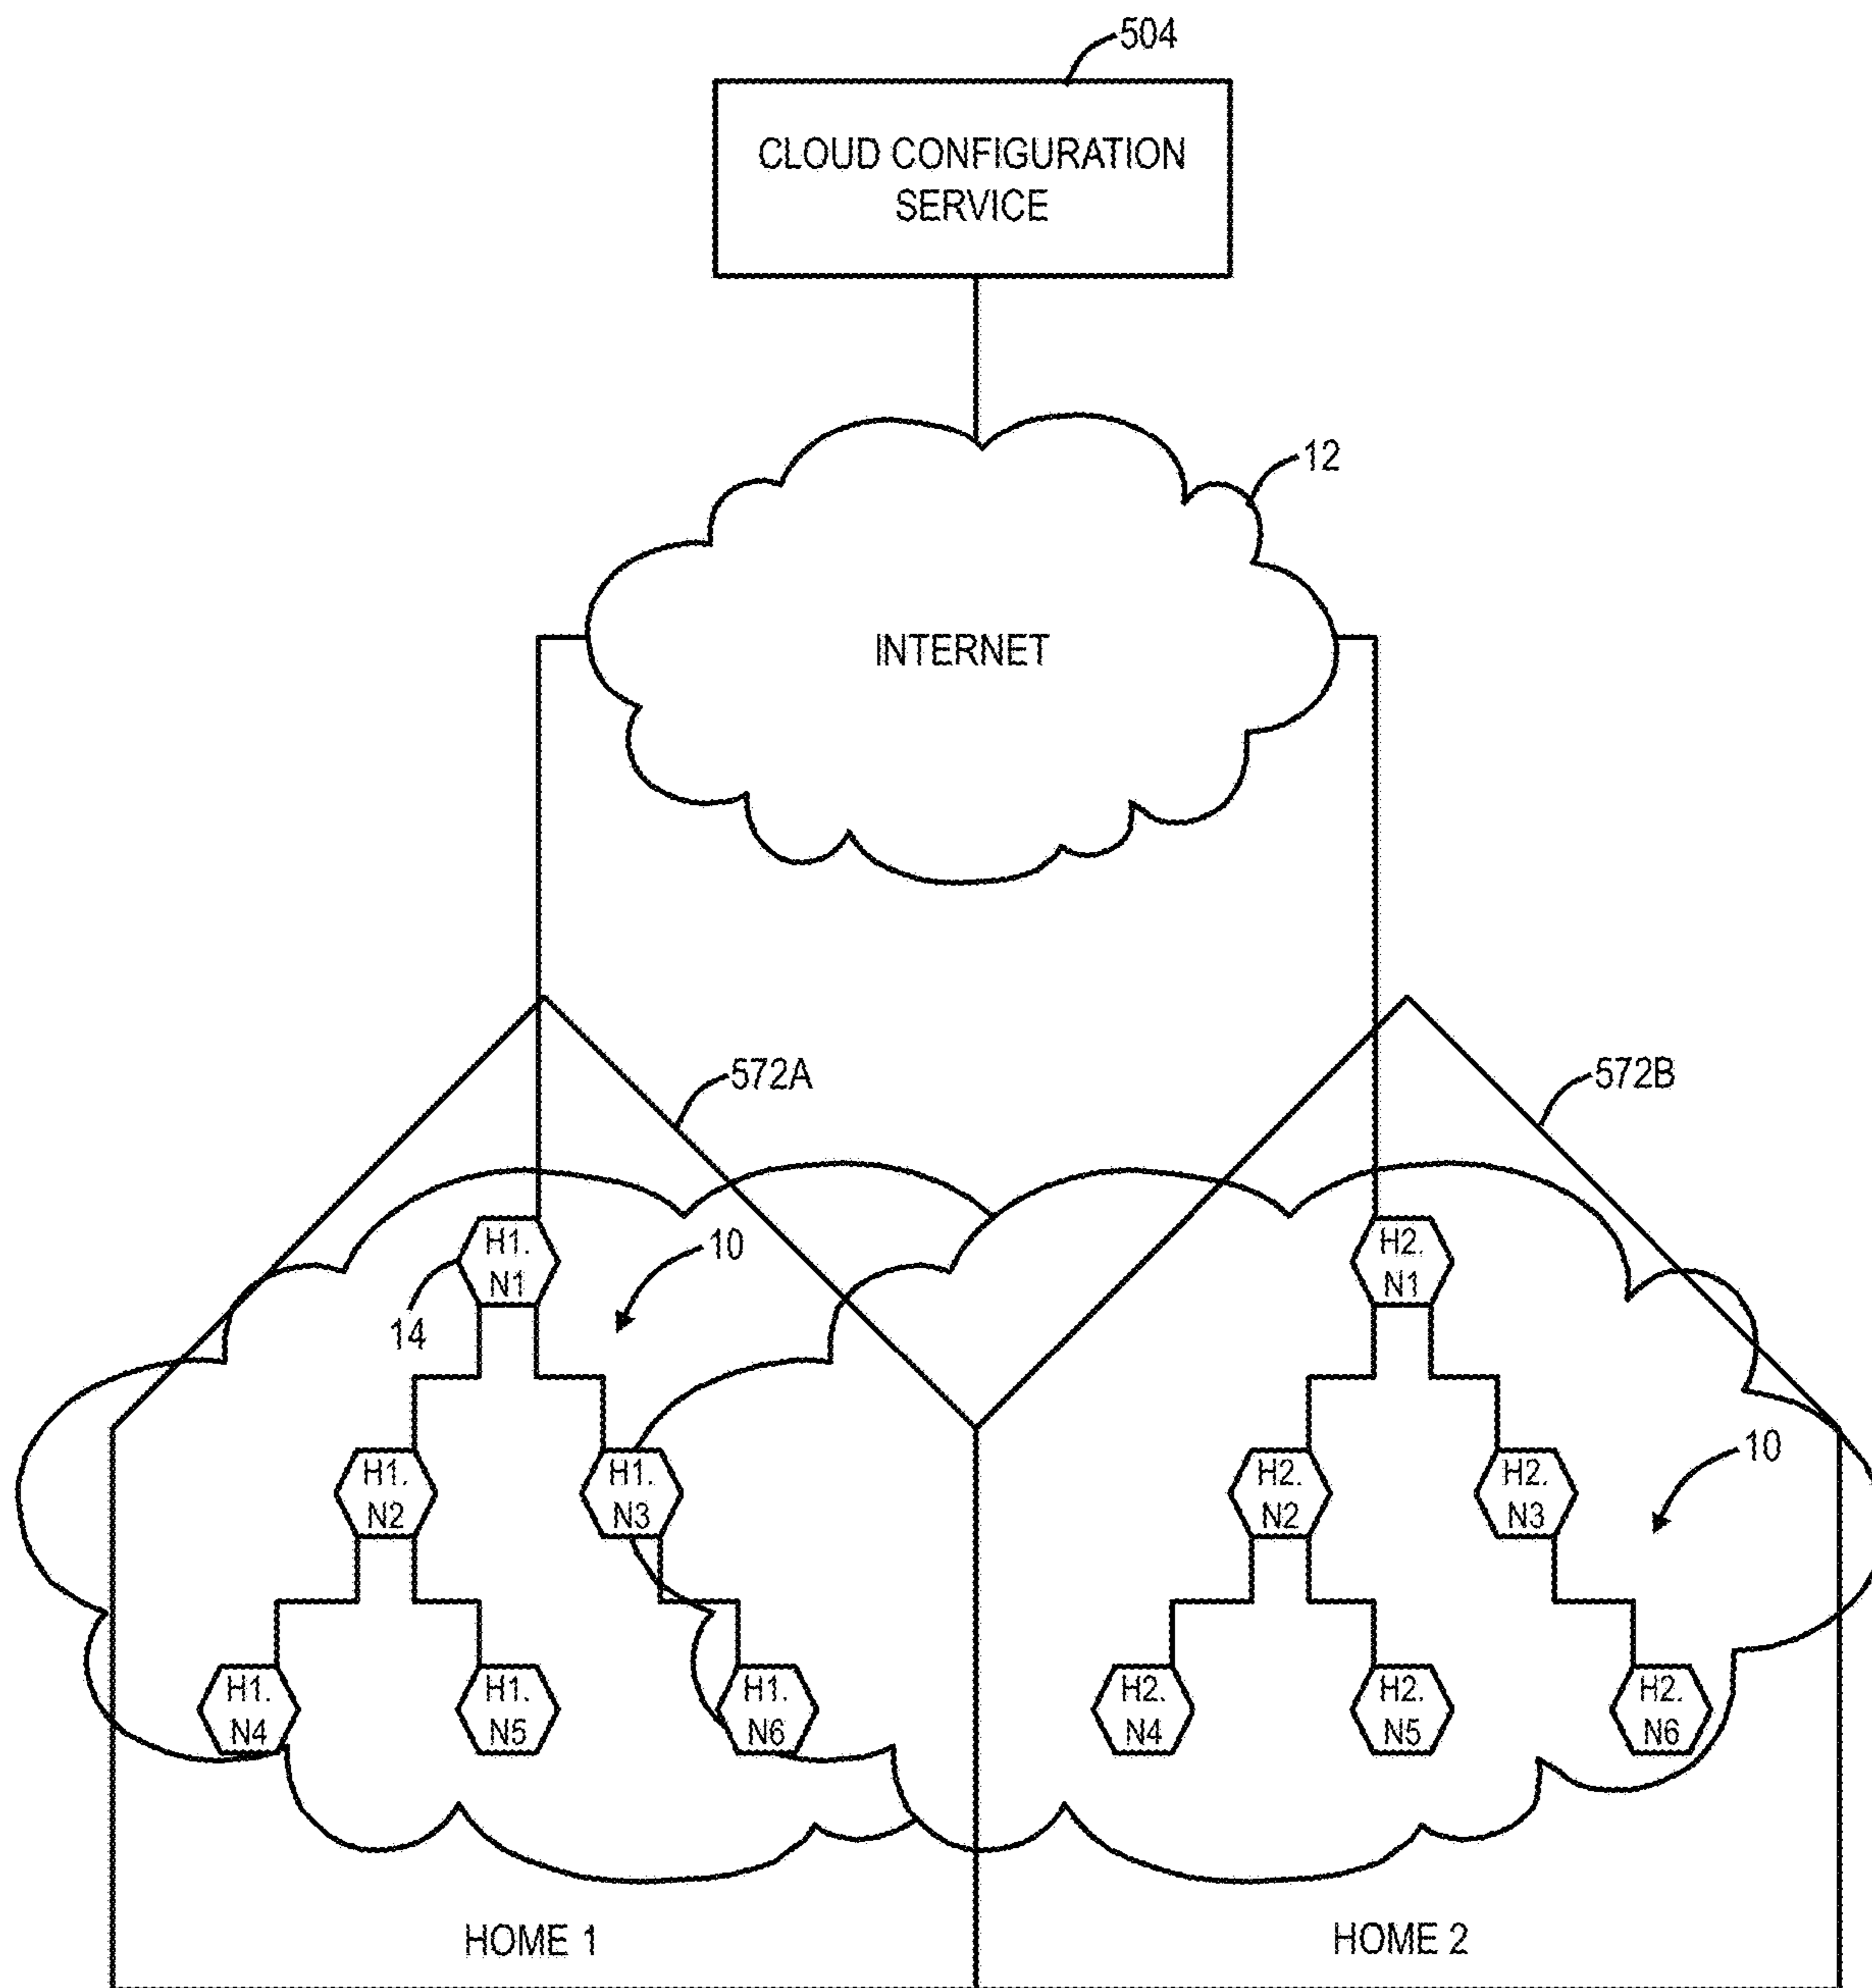 504
CLOUD CONFIGURATION
SERVICE
12
INTERNET
572A
572B
H1.
N1
10
H2.
N1
14
H1.
N2
H1.
N3
H2.
N2
H2.
N3
10
H1.
N4
H1.
N5
H1.
N6
H2.
N4
H2.
N5
H2.
N6
HOME 1
HOME 2